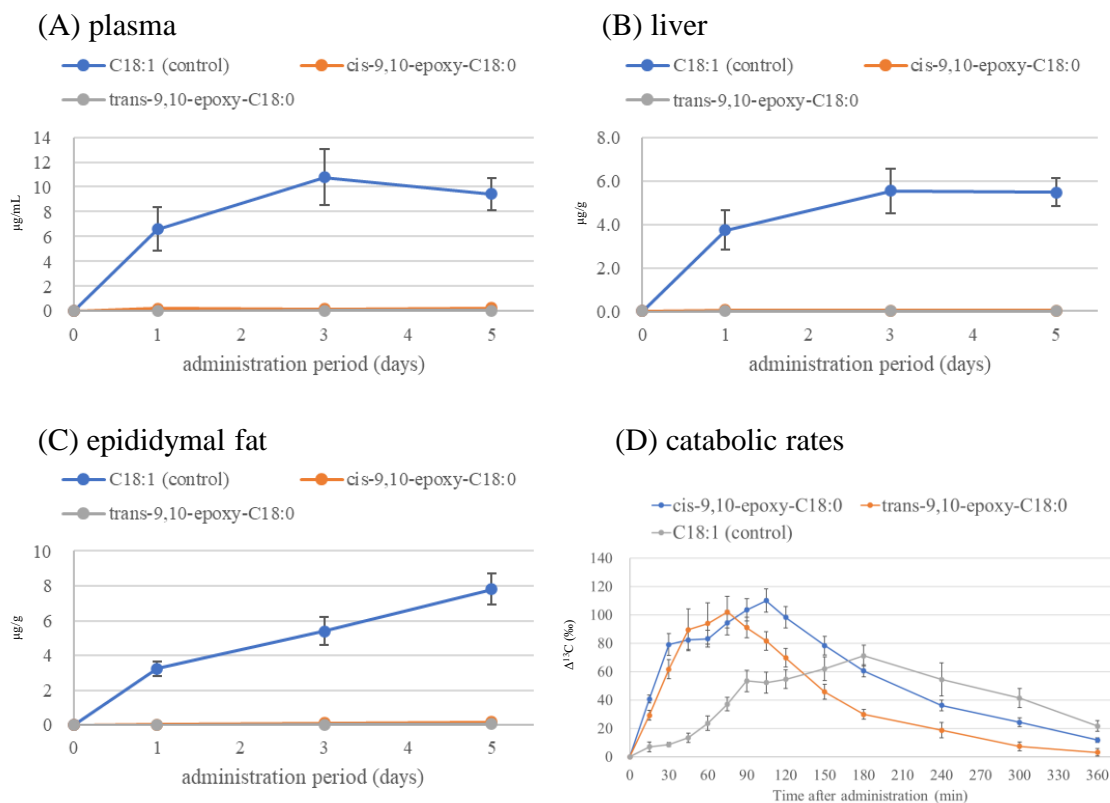 (A) plasma
C18:1 (control) cis-9,10-epoxy-C18:0
trans-9,10-epoxy-C18:0
14
12
10
8
6
4
2
0
µg/mL
0 1 2 3 4 5
administration period (days)
(B) liver
C18:1 (control) cis-9,10-epoxy-C18:0
trans-9,10-epoxy-C18:0
8.0
6.0
4.0
2.0
0.0
µg/g
0 1 2 3 4 5
administration period (days)
(C) epididymal fat
C18:1 (control) cis-9,10-epoxy-C18:0
trans-9,10-epoxy-C18:0
10
8
6
4
2
0
µg/g
0 1 2 3 4 5
administration period (days)
(D) catabolic rates
cis-9,10-epoxy-C18:0 trans-9,10-epoxy-C18:0
C18:1 (control)
140
120
100
80
60
40
20
0
Δ¹³C (‰)
0 30 60 90 120 150 180 210 240 270 300 330 360
Time after administration (min)